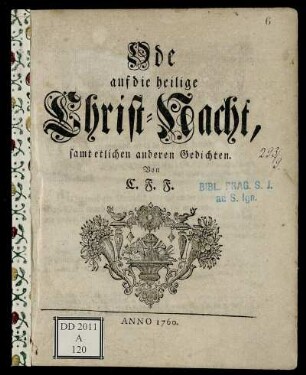 6
Ode
auf die heilige
Christ-Nacht,
samt etlichen anderen Gedichten.
Von
C. F. F.
BIBL. PRAG. S. J.
ac S. Ign.
ANNO 1760.
DD 2011
A
120